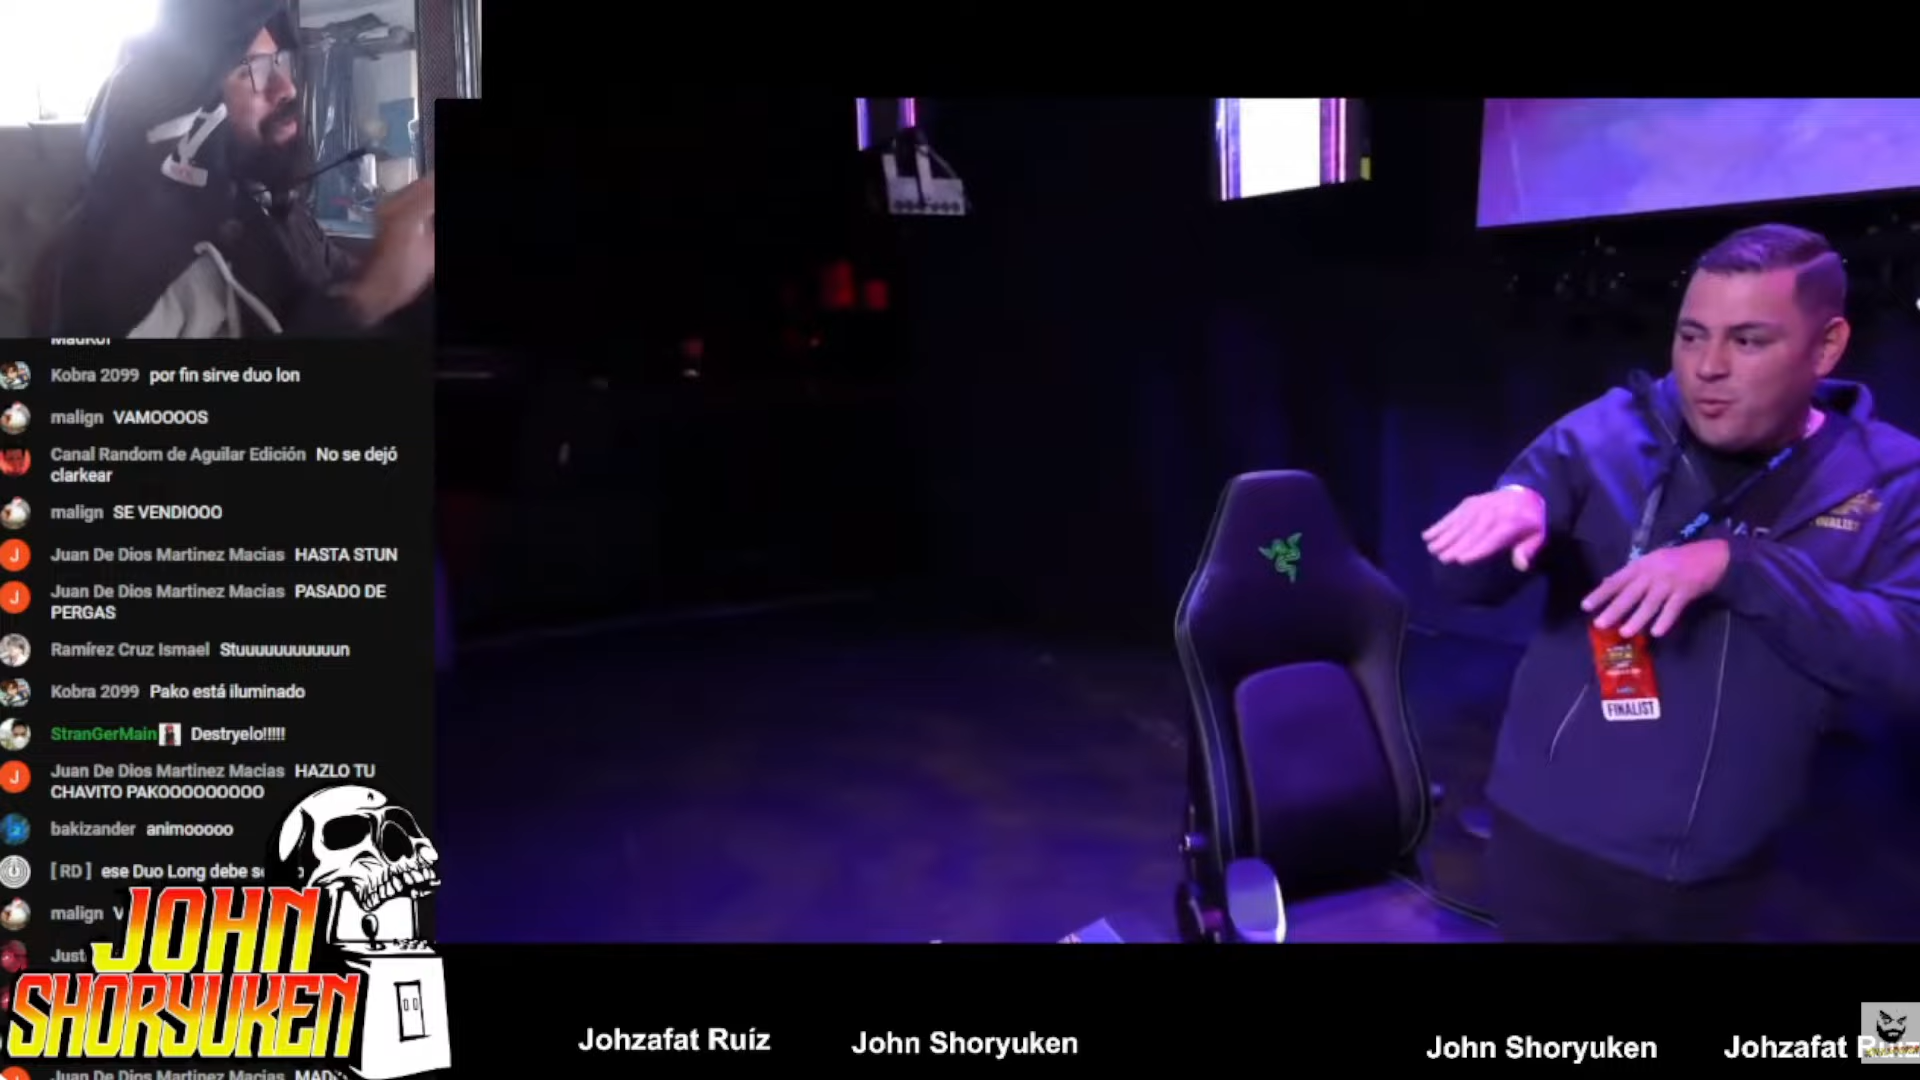 Kobra 2099 por fin sirve duo lon
malign VAMOOOOS
Canal Random de Aguilar Edición No se dejó
clarkear
malign SE VENDIOOO
Juan De Dios Martinez Macias HASTA STUN
Juan De Dios Martinez Macias PASADO DE
PERGAS
Ramírez Cruz Ismael Stuuuuuuuuuuun
Kobra 2099 Pako está iluminado
StranGerMain Destryelo!!!!!
Juan De Dios Martinez Macias HAZLO TU
CHAVITO PAKOOOOOOOOO
bakizander animooooo
[ RD ] ese Duo Long debe
malign
Just
JOHN
SHORYUKEN
Juan De Dios Martinez Macias
FINALIST
FINALIST
Johzafat Ruíz
John Shoryuken
John Shoryuken
Johzafat